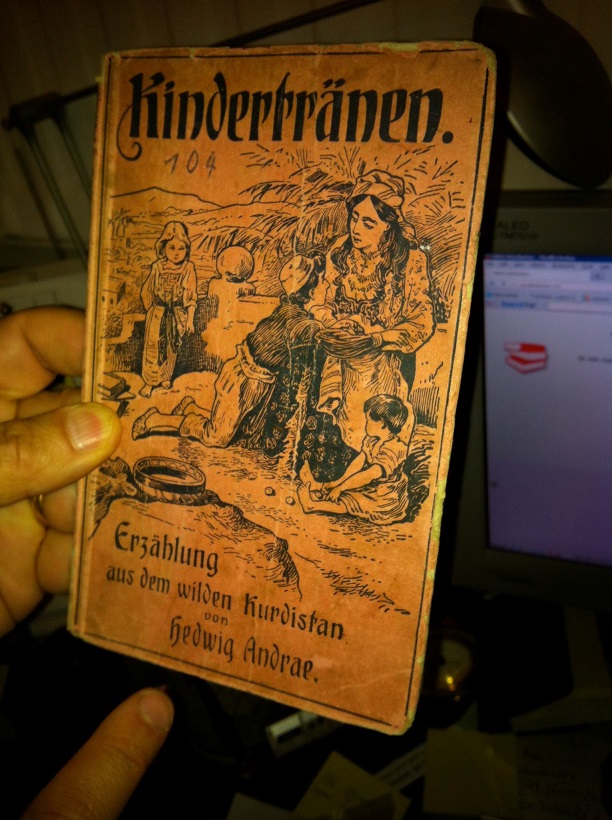 Kindertränen.
104
Erzählung
aus dem wilden Kurdistan
von
Hedwig Andrae.